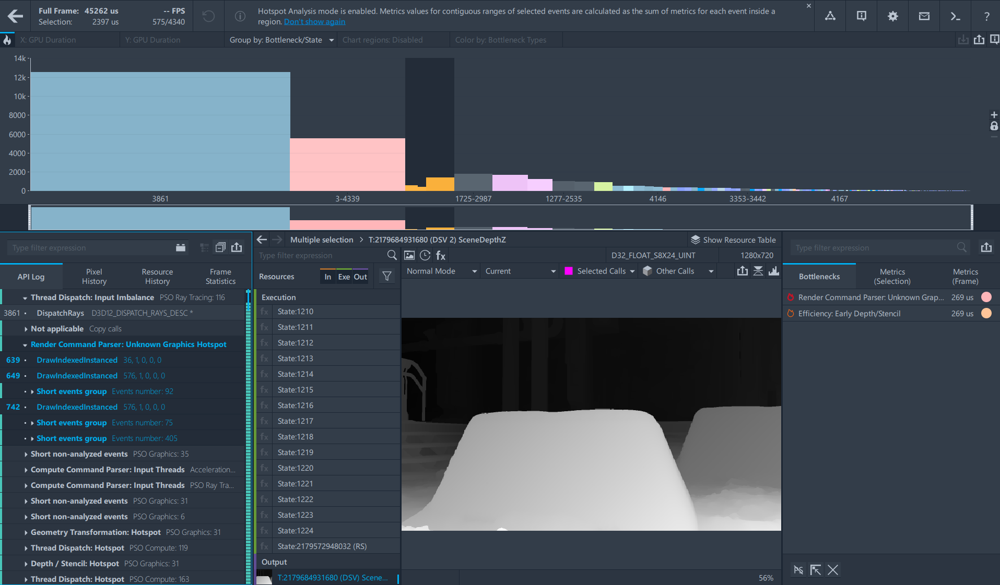 Full Frame: 45262 us -- FPS
Selection: 2397 us 575/4340
Hotspot Analysis mode is enabled. Metrics values for contiguous ranges of selected events are calculated as the sum of metrics for each event inside a
region. Don't show again
X: GPU Duration
Y: GPU Duration
Group by: Bottleneck/State
Chart regions: Disabled
Color by: Bottleneck Types
14k
12k
10k
8000
6000
4000
2000
0
3861
3-4339
1725-2987
1277-2535
4146
3353-3442
4167
Type filter expression
API Log
Pixel History
Resource History
Frame Statistics
Thread Dispatch: Input Imbalance PSO Ray Tracing: 116
3861 DispatchRays D3D12_DISPATCH_RAYS_DESC *
Not applicable Copy calls
Render Command Parser: Unknown Graphics Hotspot
639 DrawIndexedInstanced 36, 1, 0, 0, 0
649 DrawIndexedInstanced 576, 1, 0, 0, 0
Short events group Events number: 92
742 DrawIndexedInstanced 576, 1, 0, 0, 0
Short events group Events number: 75
Short events group Events number: 405
Short non-analyzed events PSO Graphics: 35
Compute Command Parser: Input Threads Acceleration...
Compute Command Parser: Input Threads PSO Ray Tra...
Short non-analyzed events PSO Graphics: 31
Short non-analyzed events PSO Graphics: 6
Geometry Transformation: Hotspot PSO Graphics: 31
Thread Dispatch: Hotspot PSO Compute: 119
Depth / Stencil: Hotspot PSO Graphics: 31
Thread Dispatch: Hotspot PSO Compute: 163
Multiple selection > T:2179684931680 (DSV 2) SceneDepthZ
Show Resource Table
Type filter expression
fx
D32_FLOAT_S8X24_UINT
1280x720
Resources In Exe Out
Normal Mode
Current
Selected Calls
Other Calls
Execution
fx State:1210
fx State:1211
fx State:1212
fx State:1213
fx State:1214
fx State:1215
fx State:1216
fx State:1217
fx State:1218
fx State:1219
fx State:1220
fx State:1221
fx State:1222
fx State:1223
fx State:1224
fx State:2179572948032 (RS)
Output
T:2179684931680 (DSV) Scene...
56%
Type filter expression
Bottlenecks
Metrics (Selection)
Metrics (Frame)
Render Command Parser: Unknown Grap... 269 us
Efficiency: Early Depth/Stencil 269 us
PS